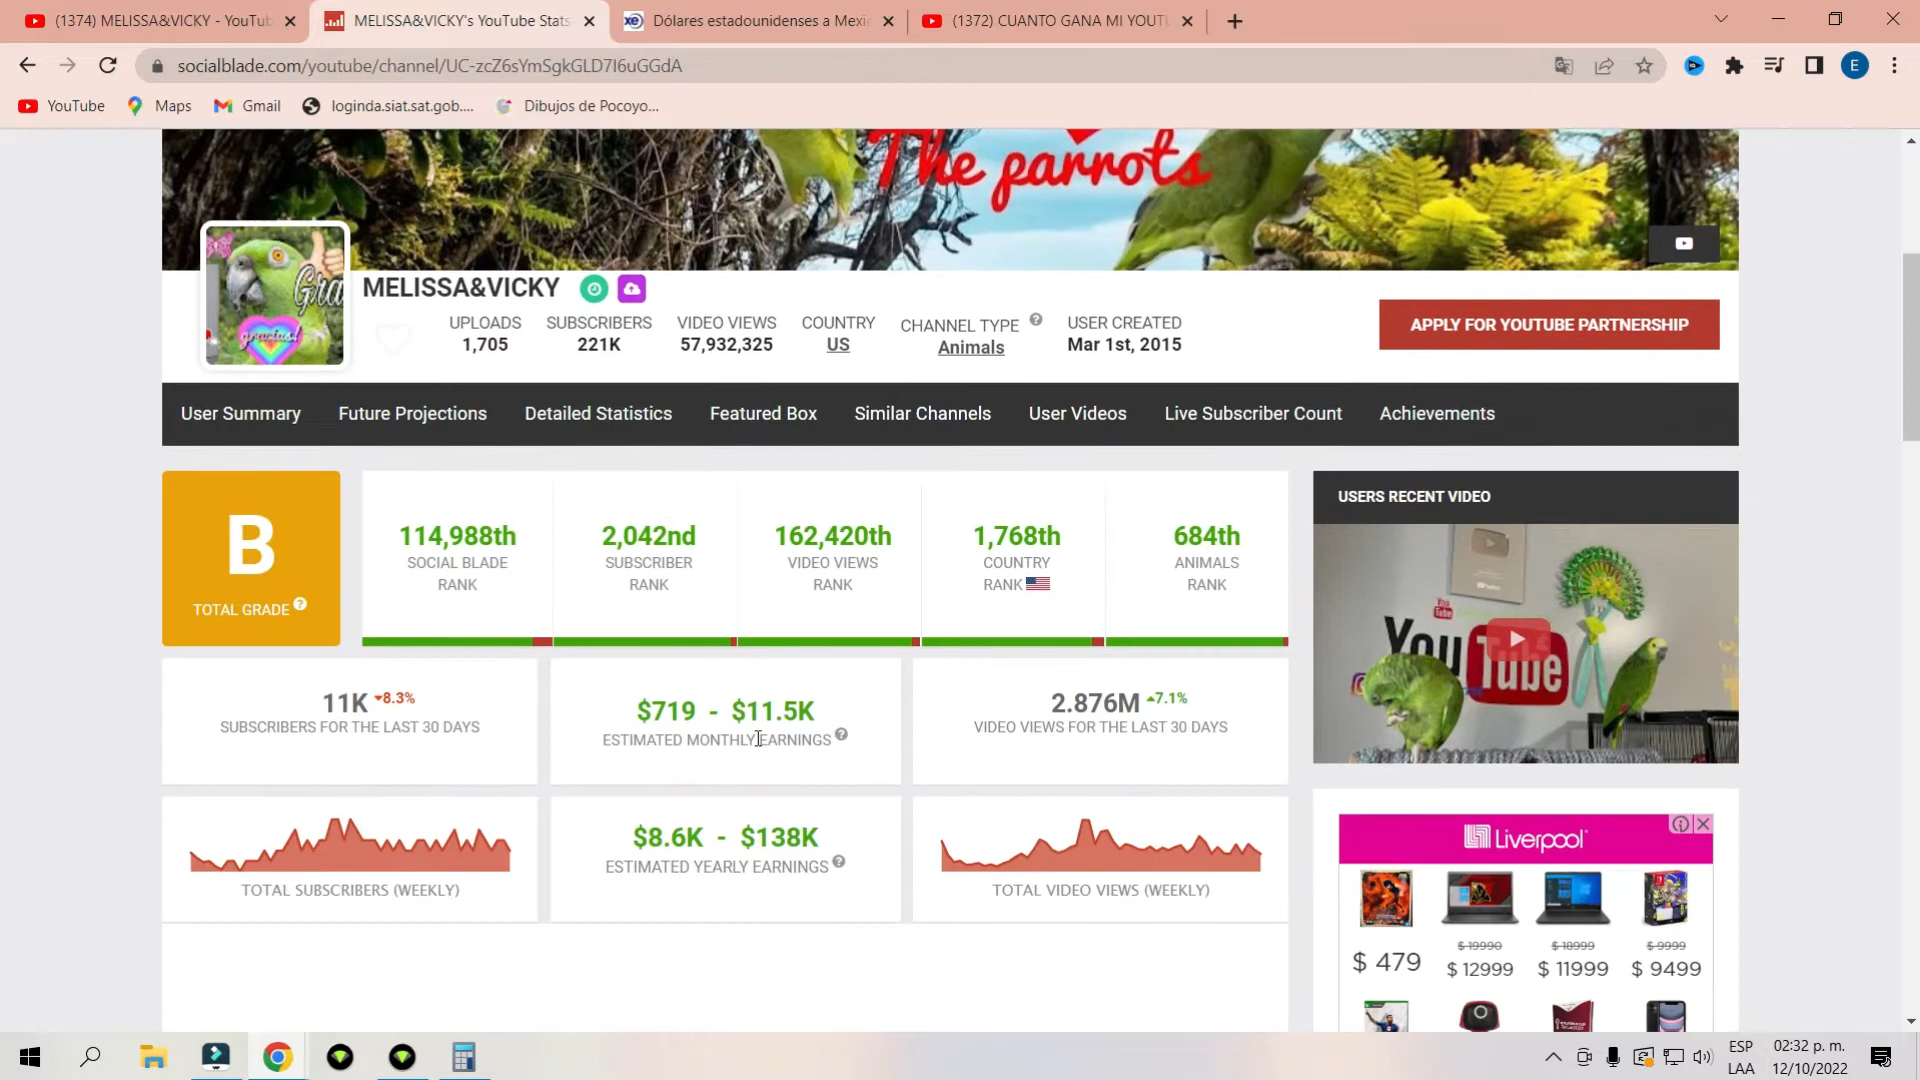 (1374) MELISSA&VICKY - YouTub
MELISSA&VICKY's YouTube Stats
Dólares estadounidenses a Mexi
(1372) CUANTO GANA MI YOUTU
socialblade.com/youtube/channel/UC-zcZ6sYmSgkGLD7I6uGGdA
E
YouTube
Maps
Gmail
loginda.siat.sat.gob....
Dibujos de Pocoyo...
The parrots
Gra
gracias!
MELISSA&VICKY
UPLOADS
1,705
SUBSCRIBERS
221K
VIDEO VIEWS
57,932,325
COUNTRY
US
CHANNEL TYPE
Animals
USER CREATED
Mar 1st, 2015
APPLY FOR YOUTUBE PARTNERSHIP
User Summary
Future Projections
Detailed Statistics
Featured Box
Similar Channels
User Videos
Live Subscriber Count
Achievements
B
TOTAL GRADE
114,988th
SOCIAL BLADE
RANK
2,042nd
SUBSCRIBER
RANK
162,420th
VIDEO VIEWS
RANK
1,768th
COUNTRY
RANK
684th
ANIMALS
RANK
USERS RECENT VIDEO
You
Tube
YouTube
11K 8.3%
SUBSCRIBERS FOR THE LAST 30 DAYS
$719 - $11.5K
ESTIMATED MONTHLY EARNINGS
2.876M 7.1%
VIDEO VIEWS FOR THE LAST 30 DAYS
TOTAL SUBSCRIBERS (WEEKLY)
$8.6K - $138K
ESTIMATED YEARLY EARNINGS
TOTAL VIDEO VIEWS (WEEKLY)
Liverpool
$ 479
$ 19990
$ 12999
$ 18999
$ 11999
$ 9999
$ 9499
ESP
LAA
02:32 p. m.
12/10/2022